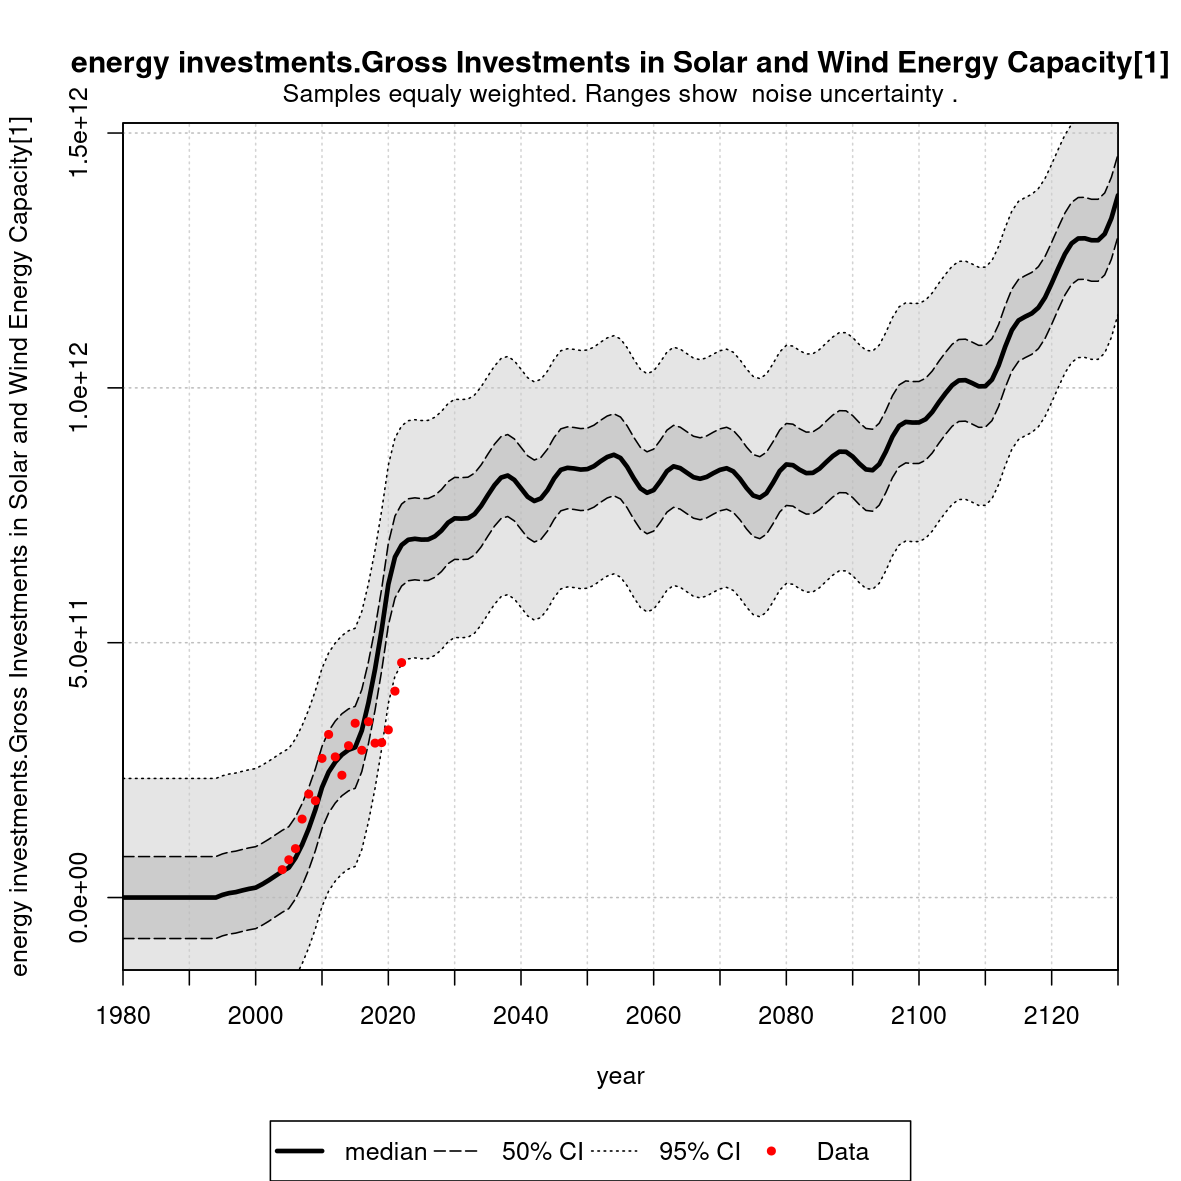 energy investments.Gross Investments in Solar and Wind Energy Capacity[1]
Samples equaly weighted. Ranges show  noise uncertainty .
energy investments.Gross Investments in Solar and Wind Energy Capacity[1]
1.5e+12
1.0e+12
5.0e+11
0.0e+00
1980 2000 2020 2040 2060 2080 2100 2120
year
median 50% CI 95% CI Data